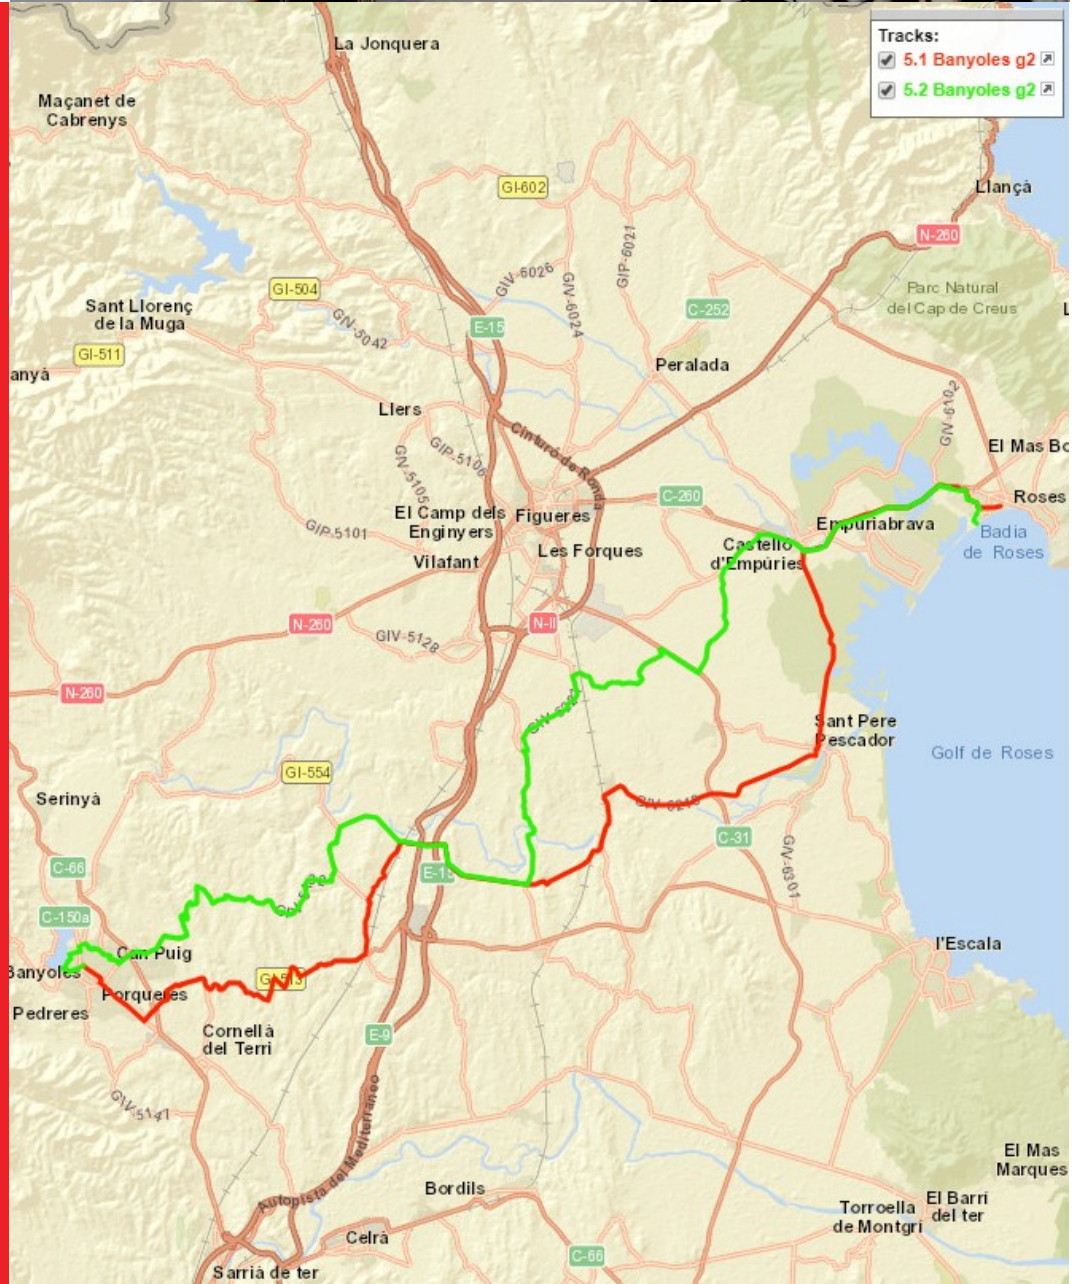 Tracks:
5.1 Banyoles g2
5.2 Banyoles g2
La Jonquera
Maçanet de
Cabrenys
GI-602
Llançà
N-260
GIP-6021
GIV-6026
GIV-6024
GI-504
Parc Natural
del Cap de Creus
Sant Llorenç
de la Muga
GIV-5042
C-252
E-15
GI-511
anyà
Peralada
Llers
GIV-6102
GIP-5106
Cinturó de Ronda
El Mas Bo
GIV-5105
C-260
Roses
El Camp dels
Enginyers
Figueres
Empuriabrava
GIP-5101
Badia
de Roses
Les Forques
Castelló
d'Empúries
Vilafant
N-260
N-II
GIV-5128
N-260
Sant Pere
Pescador
Golf de Roses
GI-554
Serinyà
GIV-6216
C-31
GIV-6301
C-66
E-15
C-150a
Can Puig
l'Escala
Banyoles
GI-513
Porqueres
Pedreres
Cornellà
del Terri
E-9
GIV-5141
Autopista del Mediterráneo
El Mas
Marques
Bordils
El Barri
del ter
Torroella
de Montgrí
Celrà
C-66
Sarrià de ter